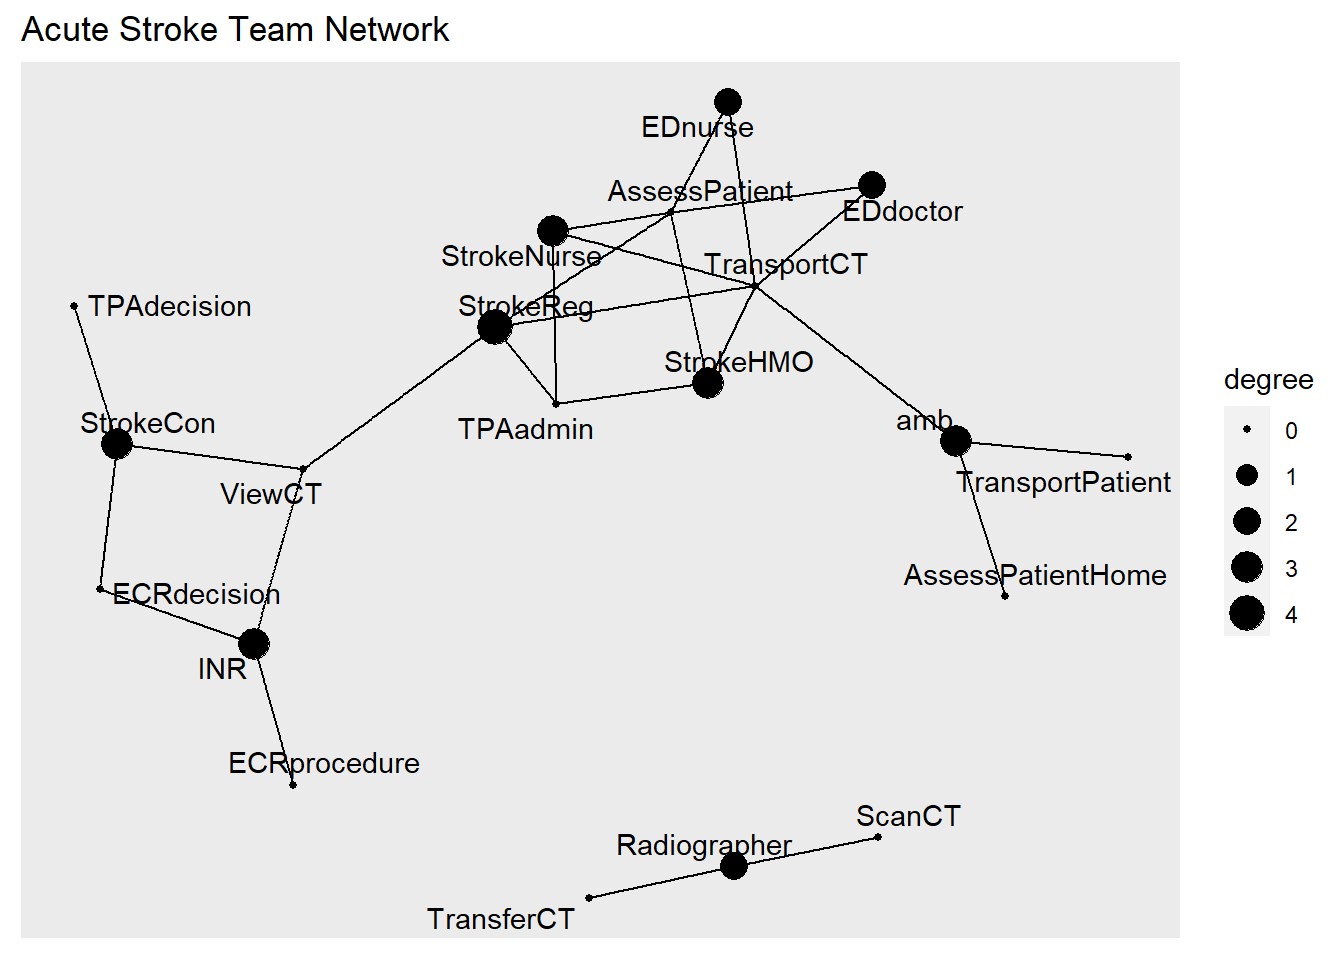 Acute Stroke Team Network
EDnurse
AssessPatient
EDdoctor
StrokeNurse
TransportCT
TPAdecision
StrokeReg
StrokeHMO
StrokeCon
TPAadmin
amb
ViewCT
TransportPatient
ECRdecision
AssessPatientHome
INR
ECRprocedure
ScanCT
Radiographer
TransferCT
degree
0
1
2
3
4